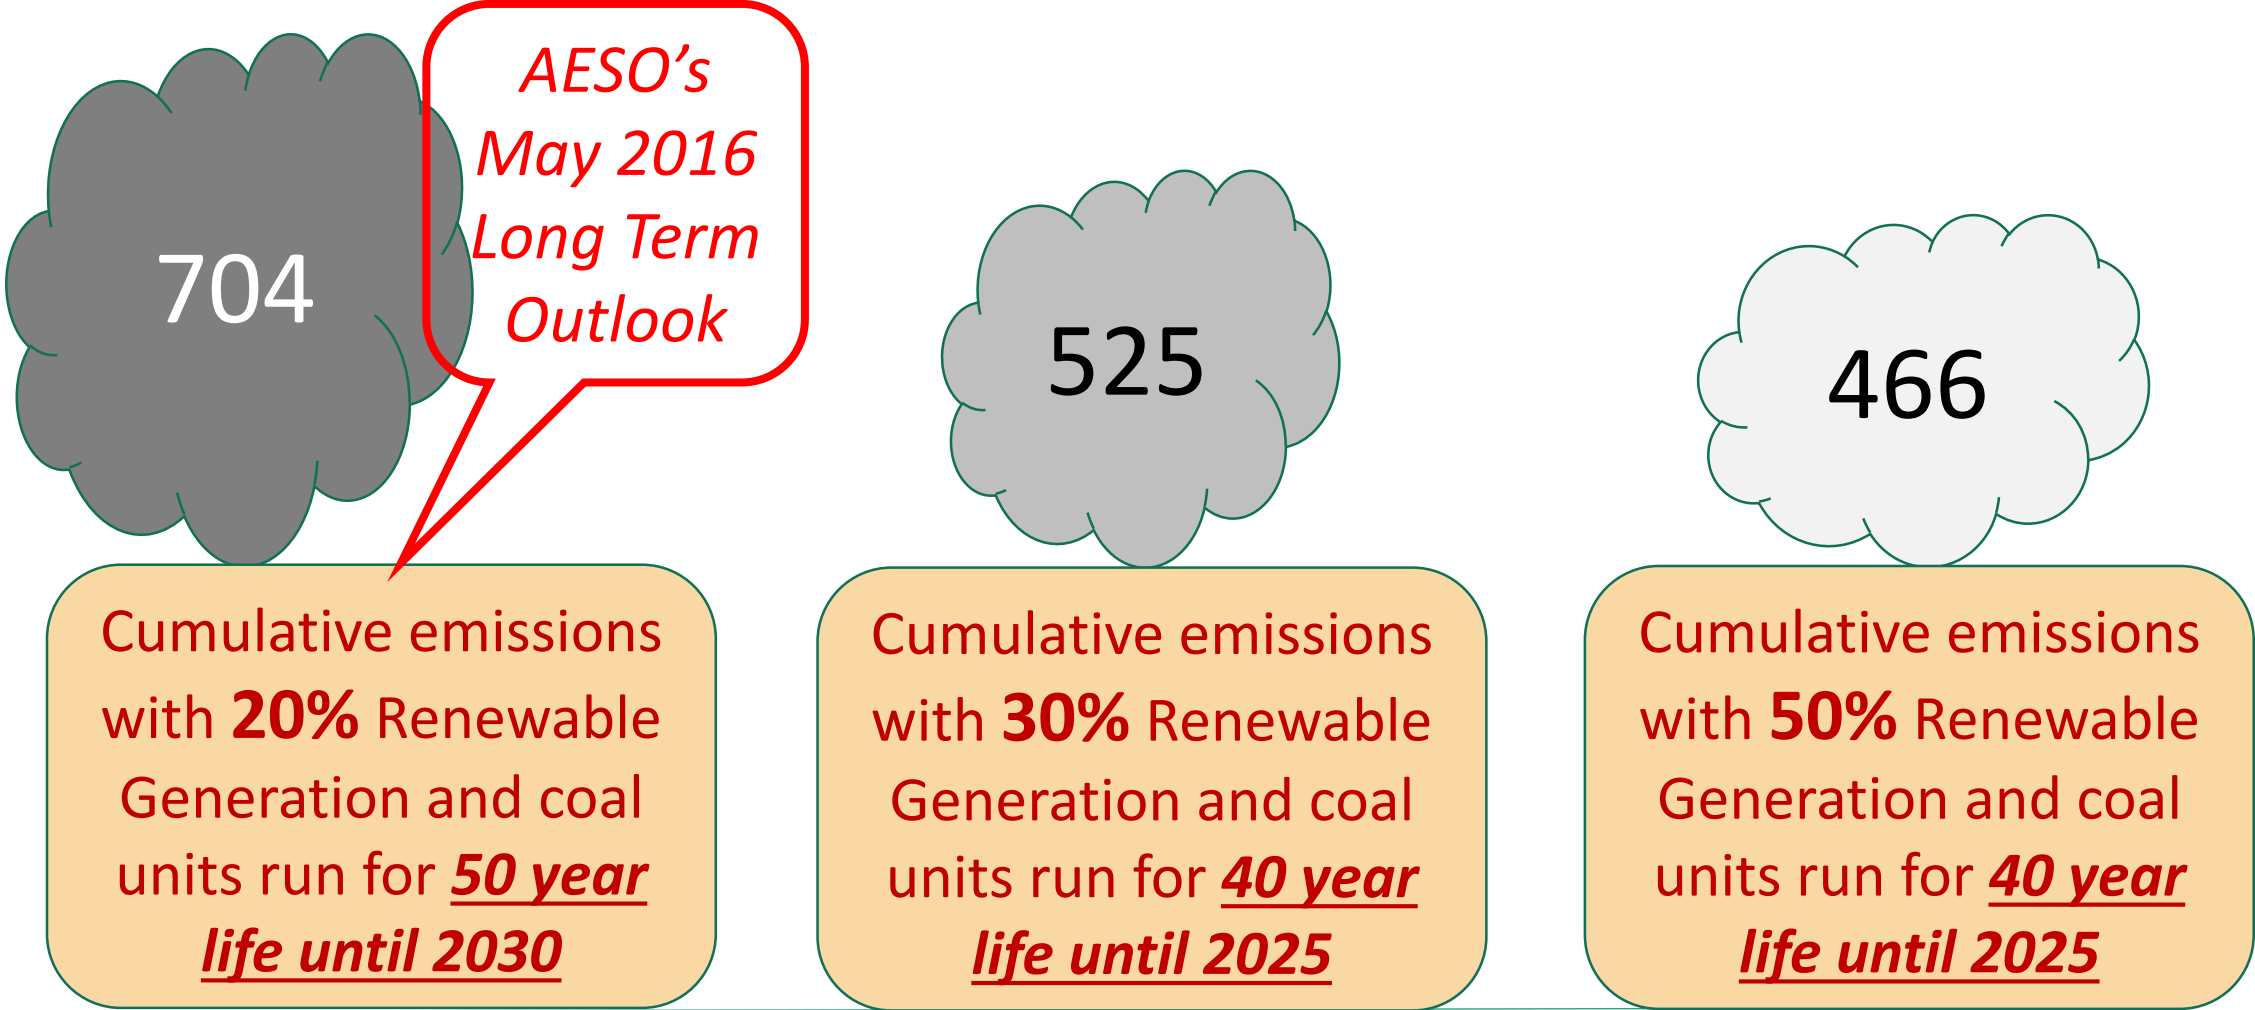 704
AESO’s
May 2016
Long Term
Outlook
525
466
Cumulative emissions
with 20% Renewable
Generation and coal
units run for 50 year
life until 2030
Cumulative emissions
with 30% Renewable
Generation and coal
units run for 40 year
life until 2025
Cumulative emissions
with 50% Renewable
Generation and coal
units run for 40 year
life until 2025